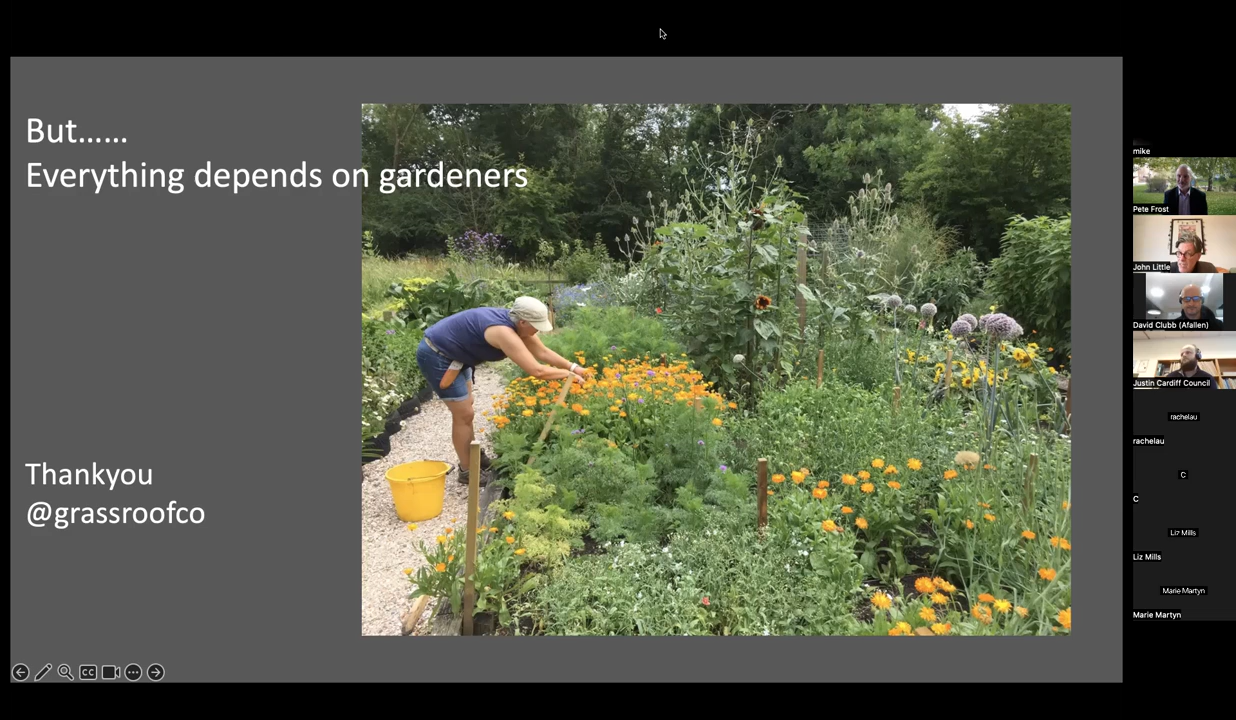 But......
Everything depends on gardeners
Thankyou
@grassroofco
CC
mike
Pete Frost
John Little
David Clubb (Afallen)
Justin Cardiff Council
rachelau
rachelau
C
C
Liz Mills
Liz Mills
Marie Martyn
Marie Martyn